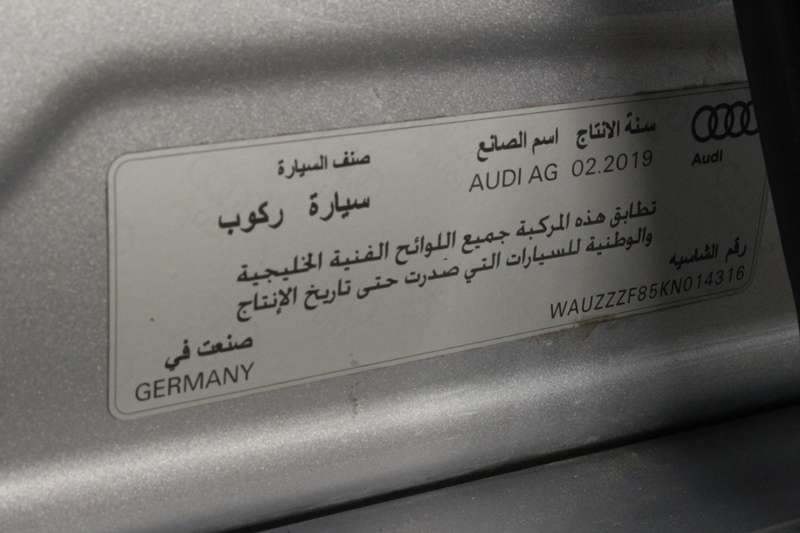 سنة الانتاج اسم الصانع
صنف السيارة
Audi
AUDI AG 02.2019
سيارة ركوب
تطابق هذه المركبة جميع اللوائح الفنية الخليجية
والوطنية للسيارات التي صدرت حتى تاريخ الإنتاج
رقم الشاسيه
WAUZZZF85KN014316
صنعت في
GERMANY